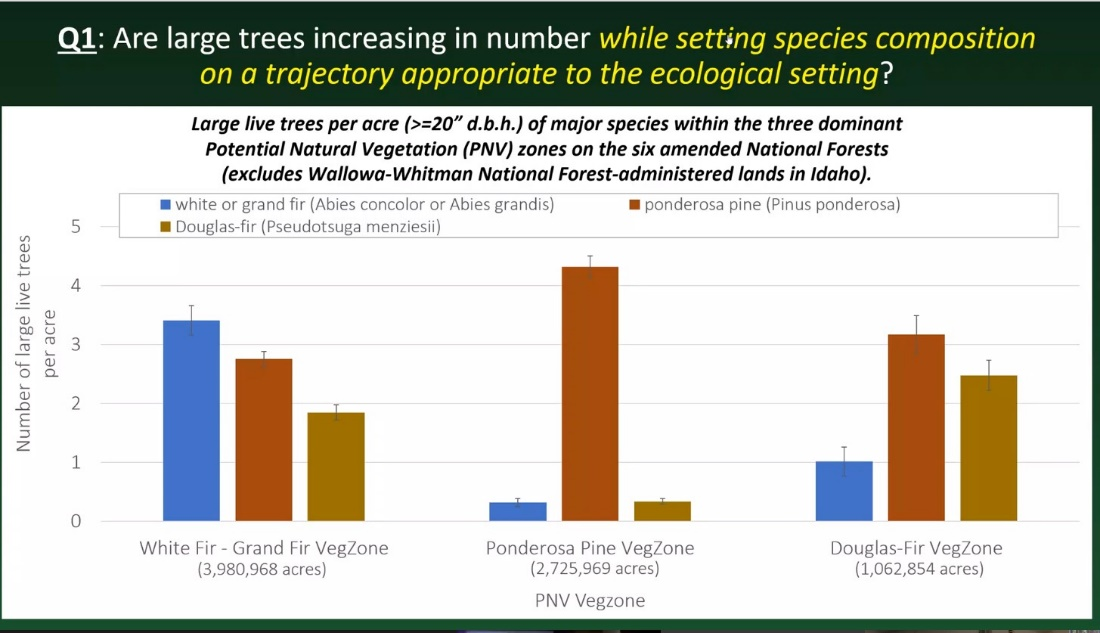 Q1: Are large trees increasing in number while setting species composition
on a trajectory appropriate to the ecological setting?
Large live trees per acre (>=20” d.b.h.) of major species within the three dominant
Potential Natural Vegetation (PNV) zones on the six amended National Forests
(excludes Wallowa-Whitman National Forest-administered lands in Idaho).
white or grand fir (Abies concolor or Abies grandis)
ponderosa pine (Pinus ponderosa)
Douglas-fir (Pseudotsuga menziesii)
Number of large live trees
per acre
5
4
3
2
1
0
White Fir - Grand Fir VegZone
(3,980,968 acres)
Ponderosa Pine VegZone
(2,725,969 acres)
Douglas-Fir VegZone
(1,062,854 acres)
PNV Vegzone